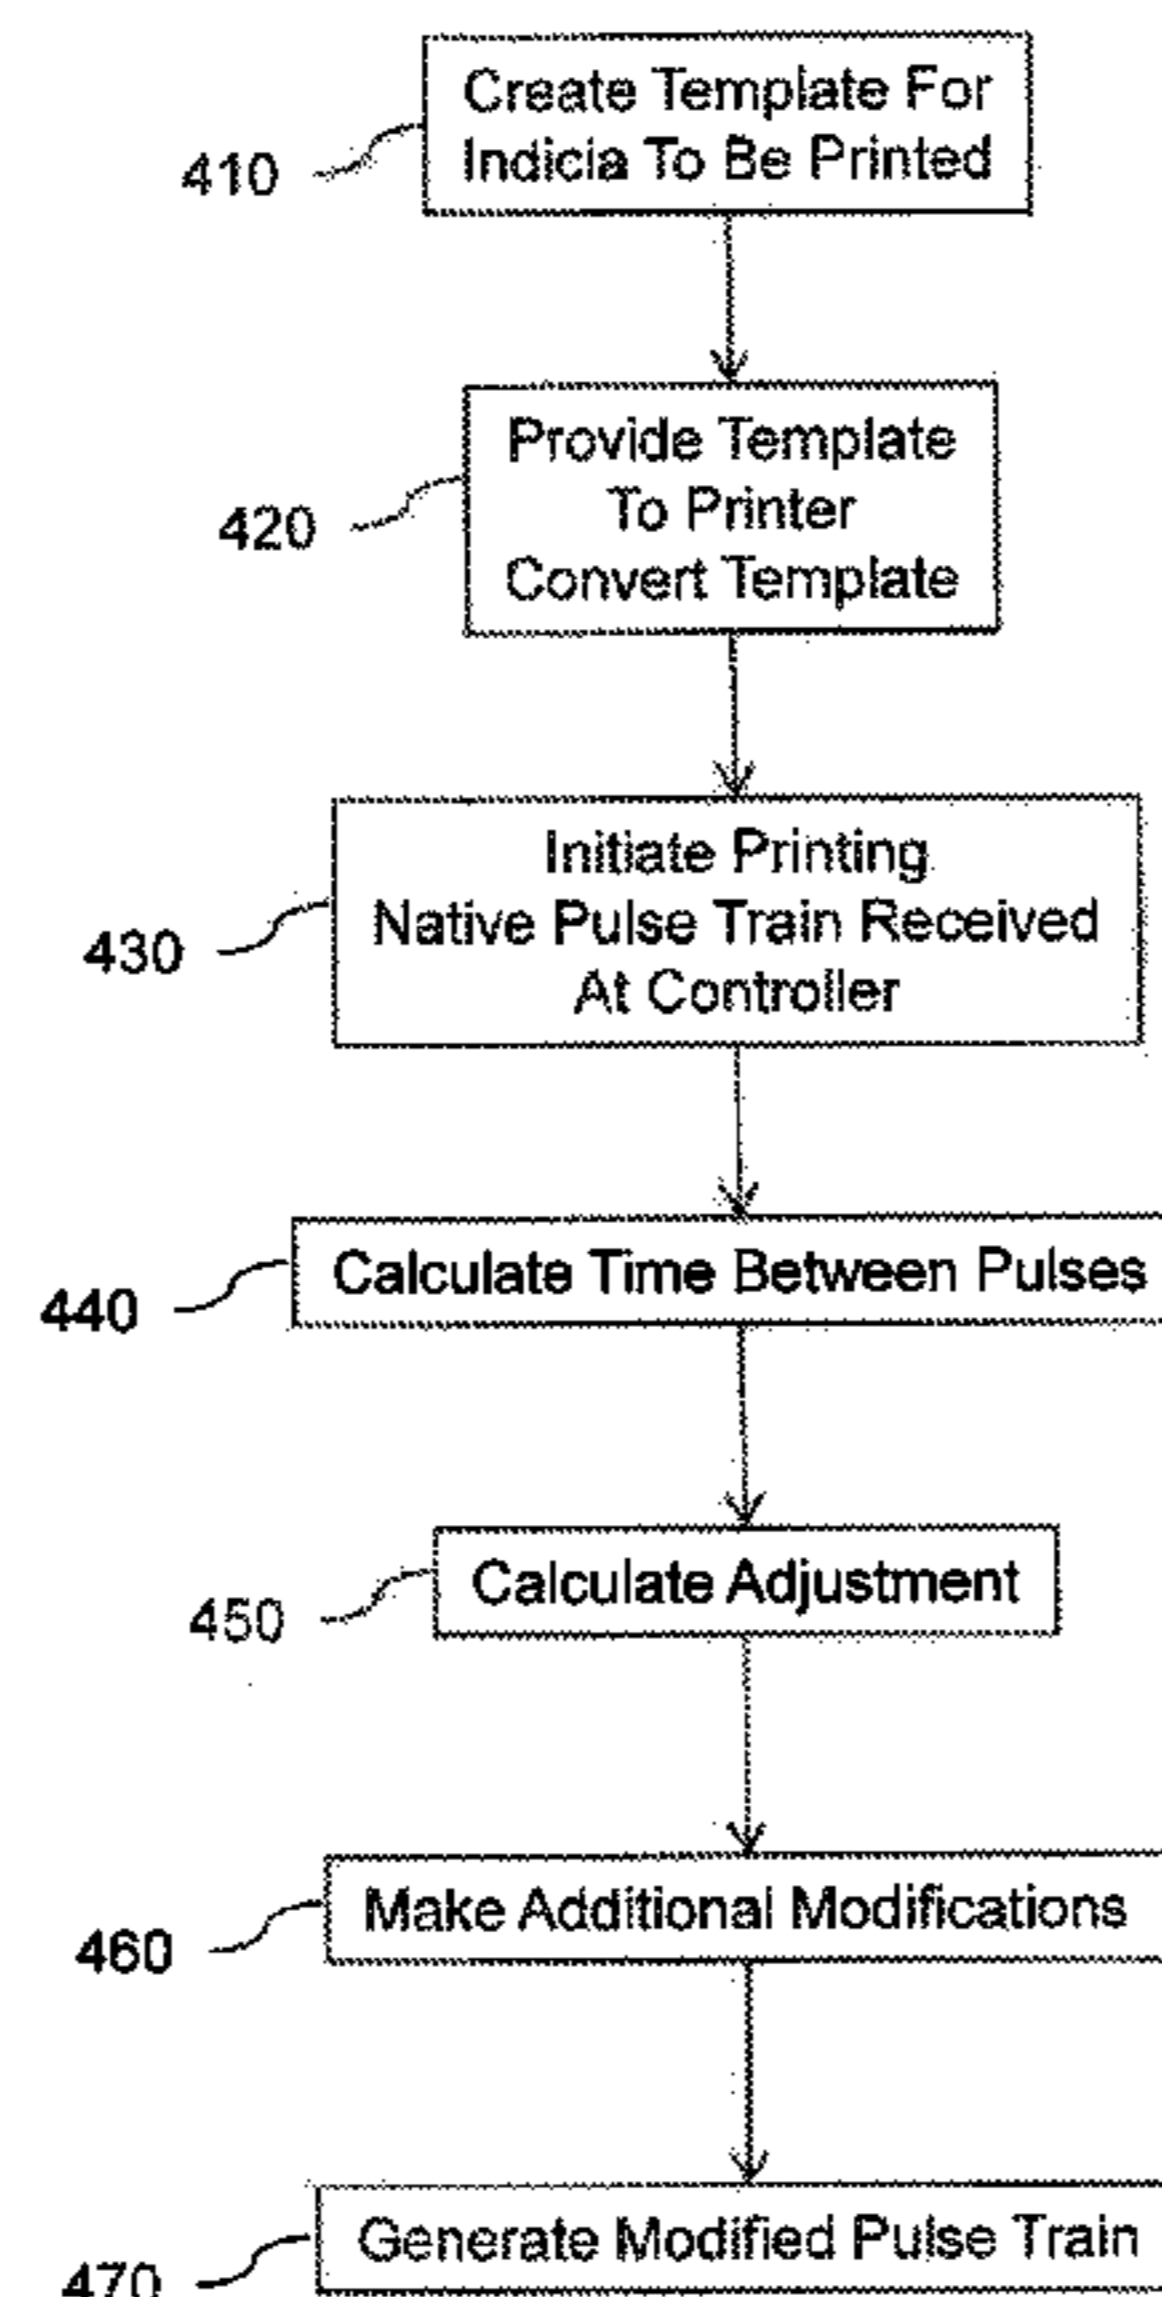 Create Template For
Indicia To Be Printed
410
Provide Template
To Printer
Convert Template
420
Initiate Printing
Native Pulse Train Received
At Controller
430
Calculate Time Between Pulses
440
Calculate Adjustment
450
Make Additional Modifications
460
Generate Modified Pulse Train
470